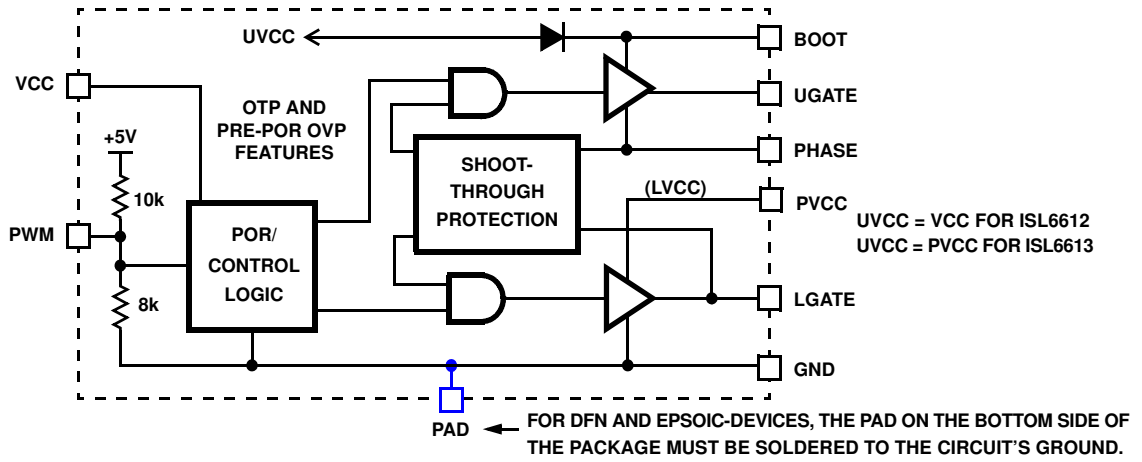 UVCC
BOOT
VCC
OTP AND
PRE-POR OVP
FEATURES
UGATE
+5V
SHOOT-
THROUGH
PROTECTION
PHASE
10k
(LVCC)
PVCC
UVCC = VCC FOR ISL6612
UVCC = PVCC FOR ISL6613
PWM
POR/
CONTROL
LOGIC
8k
LGATE
GND
PAD
FOR DFN AND EPSOIC-DEVICES, THE PAD ON THE BOTTOM SIDE OF
THE PACKAGE MUST BE SOLDERED TO THE CIRCUIT'S GROUND.